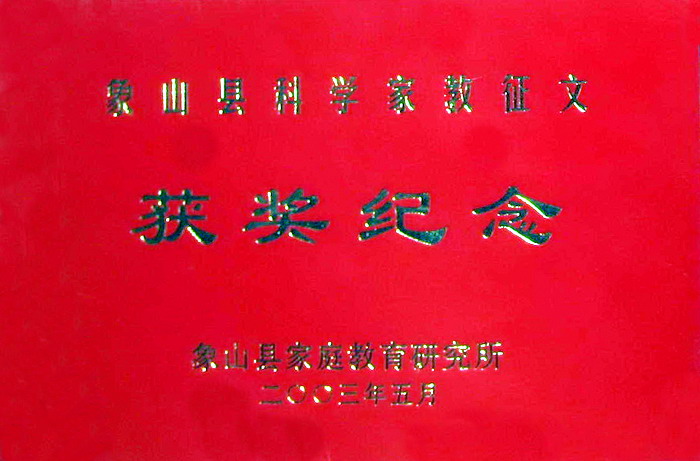 象山县科学家教征文
获奖纪念
象山县家庭教育研究所
二〇〇三年五月